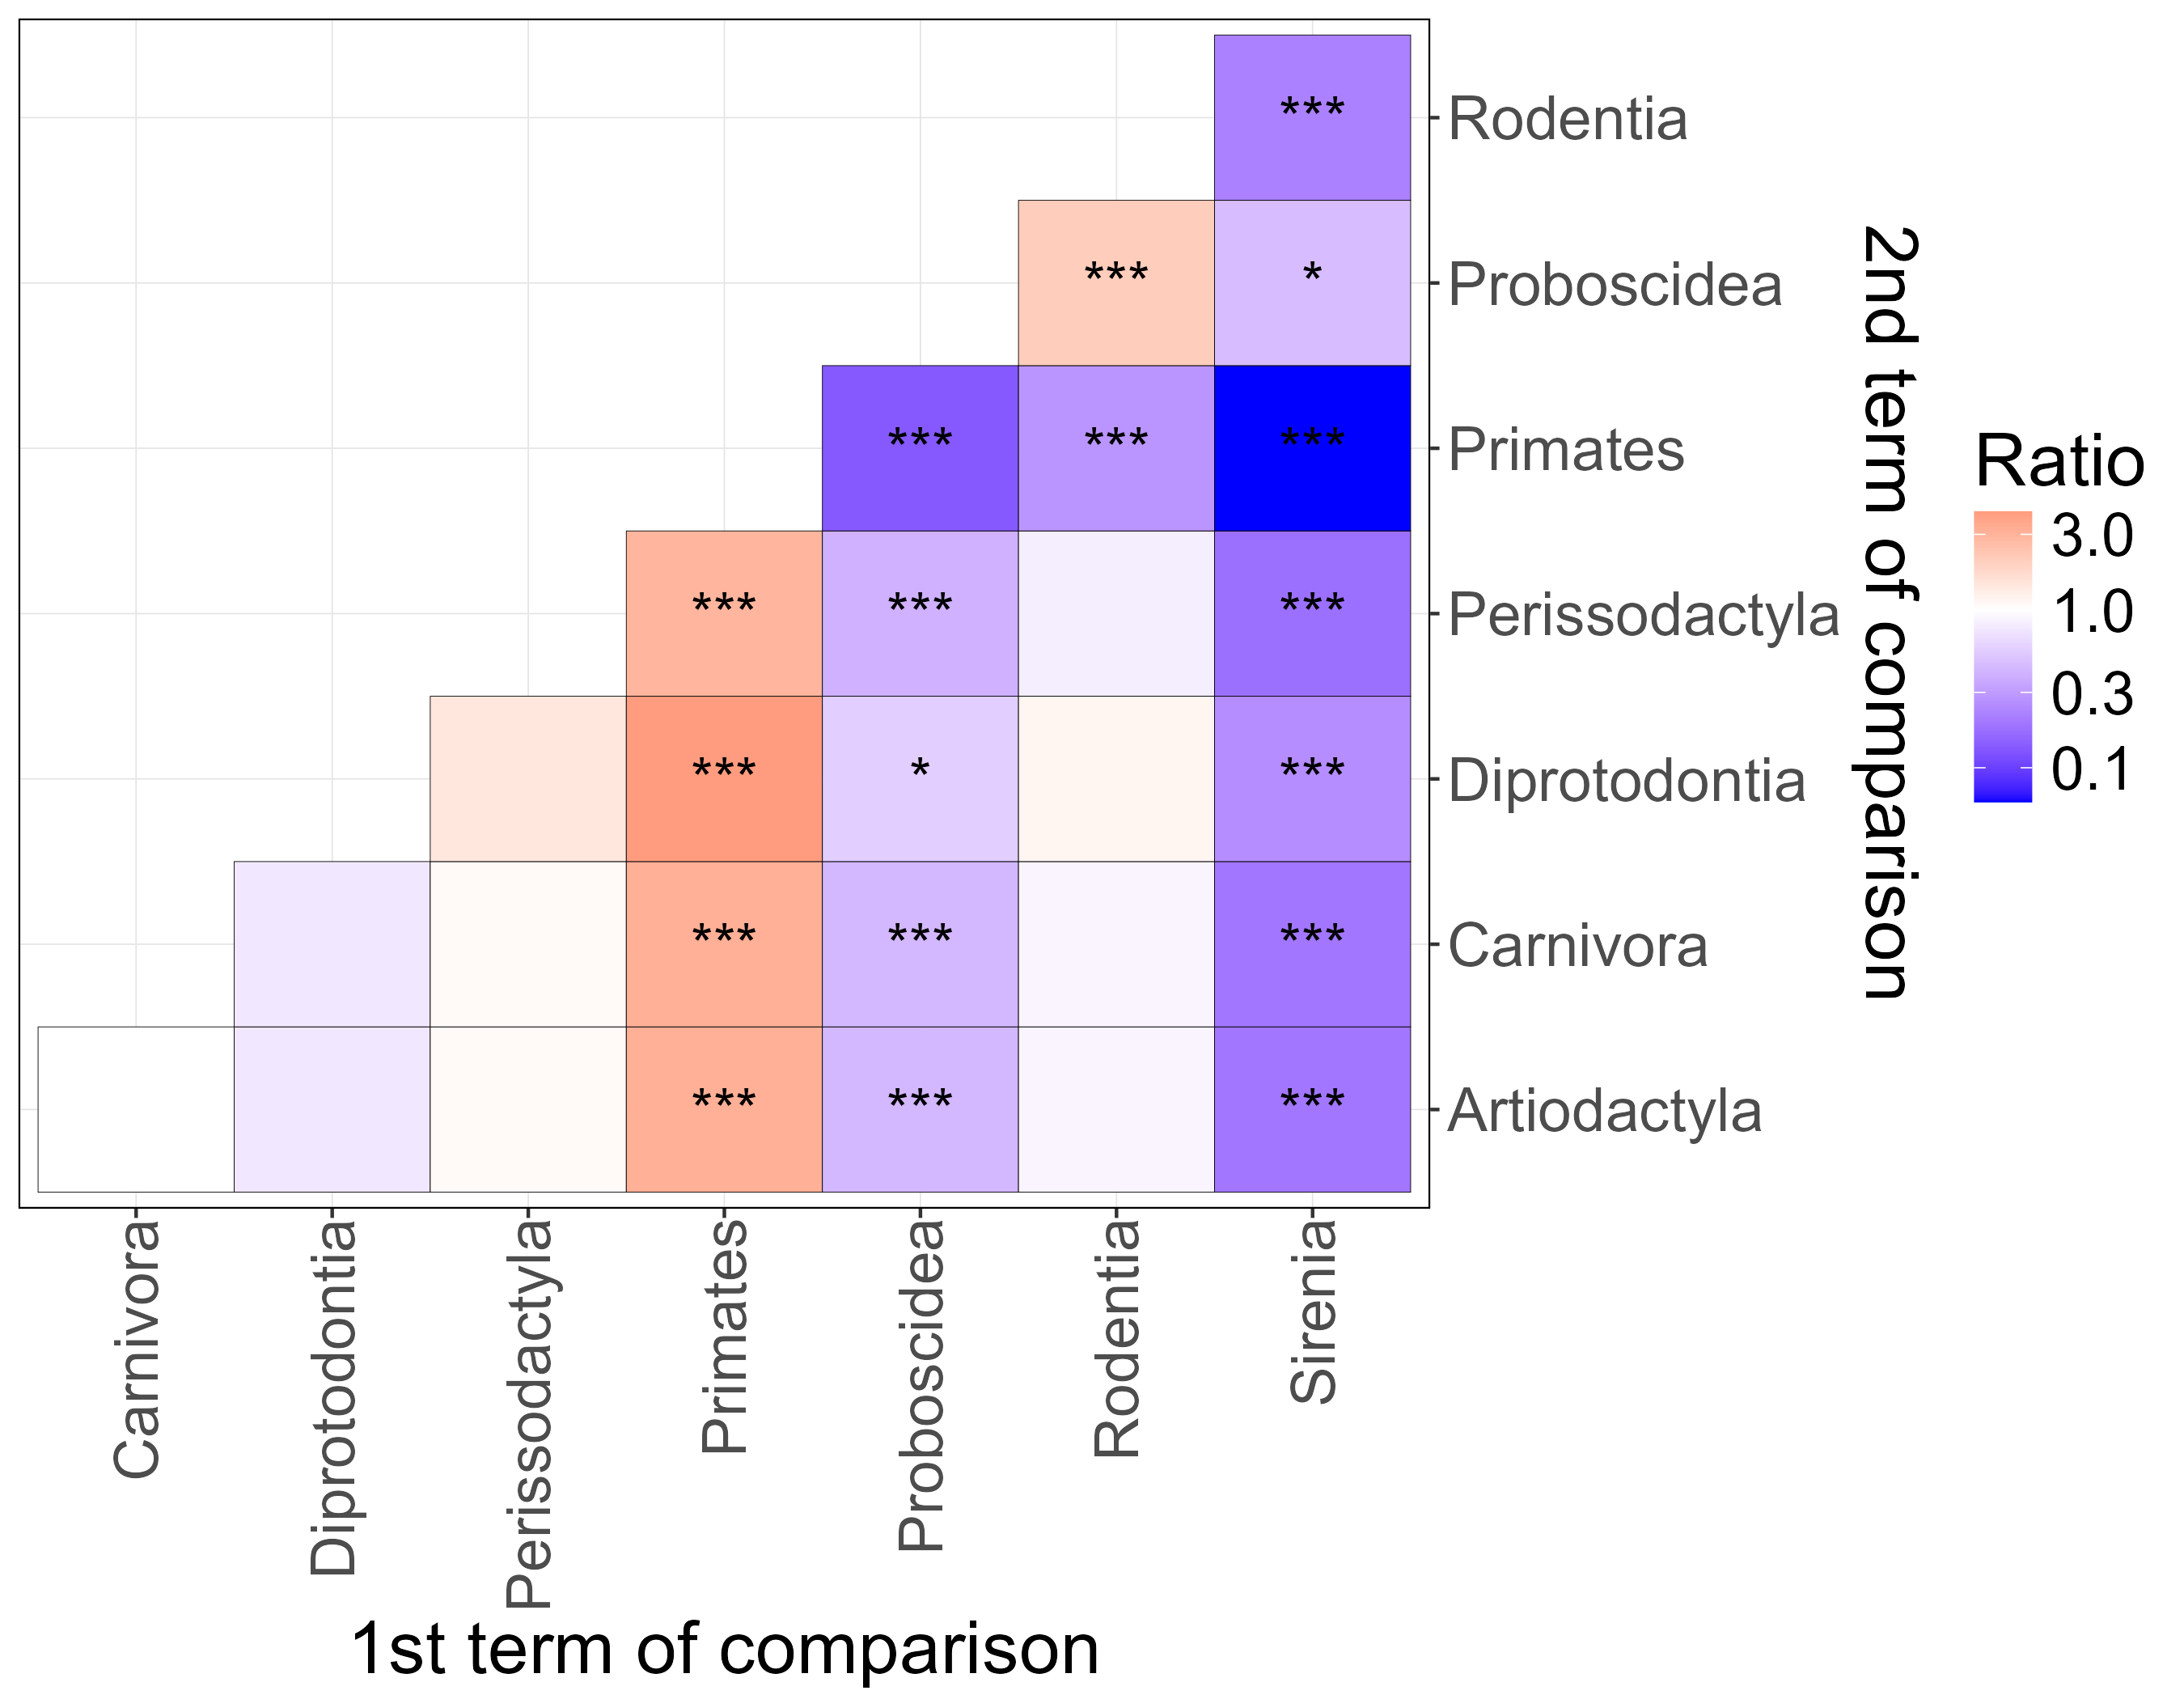 ***
Rodentia
*** *
Proboscidea
*** *** ***
Primates
*** *** ***
Perissodactyla
*** * ***
Diprotodontia
*** *** ***
Carnivora
*** *** ***
Artiodactyla
Carnivora
Diprotodontia
Perissodactyla
Primates
Proboscidea
Rodentia
Sirenia
1st term of comparison
2nd term of comparison
Ratio
3.0
1.0
0.3
0.1